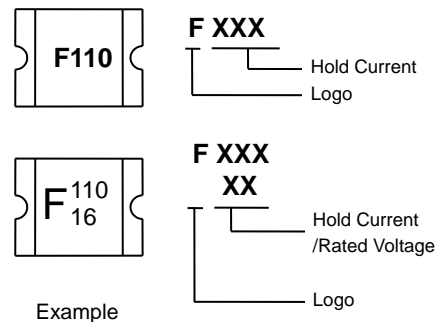 F110
F XXX
Hold Current
Logo
F 110
16
F XXX
XX
Hold Current
/Rated Voltage
Logo
Example